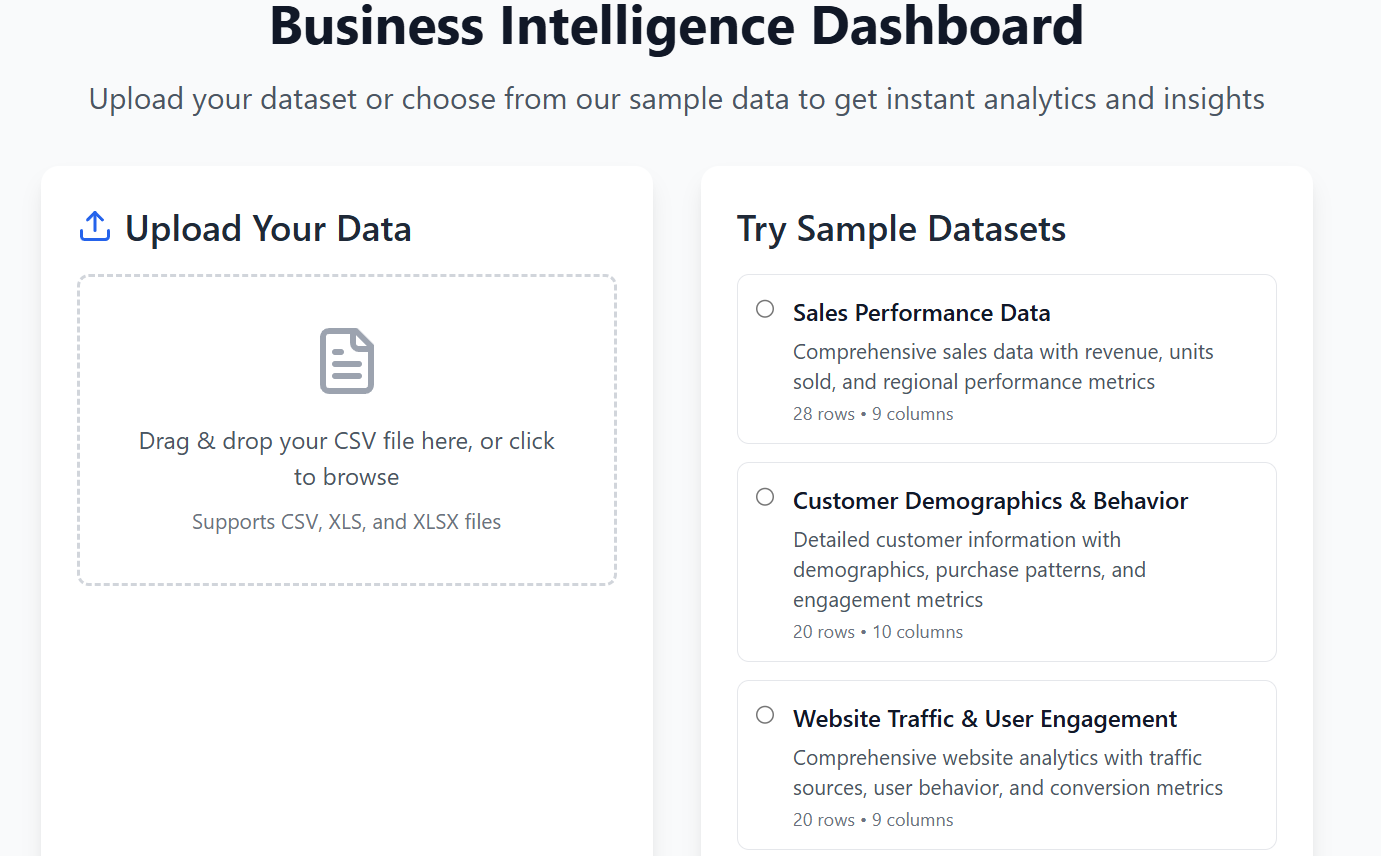 Business Intelligence Dashboard
Upload your dataset or choose from our sample data to get instant analytics and insights
Upload Your Data
Drag & drop your CSV file here, or click
to browse
Supports CSV, XLS, and XLSX files
Try Sample Datasets
Sales Performance Data
Comprehensive sales data with revenue, units
sold, and regional performance metrics
28 rows • 9 columns
Customer Demographics & Behavior
Detailed customer information with
demographics, purchase patterns, and
engagement metrics
20 rows • 10 columns
Website Traffic & User Engagement
Comprehensive website analytics with traffic
sources, user behavior, and conversion metrics
20 rows • 9 columns